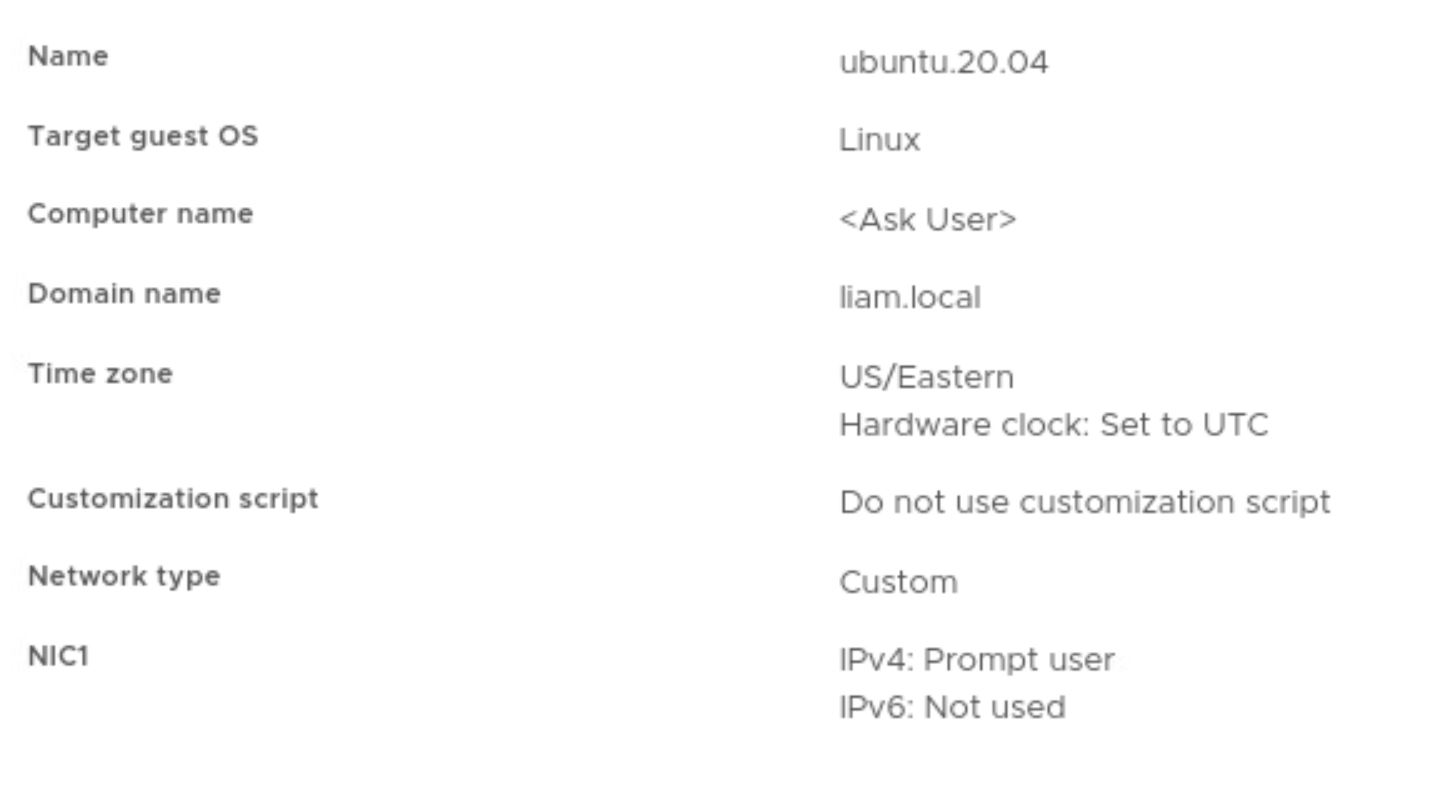 Name
ubuntu.20.04
Target guest OS
Linux
Computer name
<Ask User>
Domain name
liam.local
Time zone
US/Eastern
Hardware clock: Set to UTC
Customization script
Do not use customization script
Network type
Custom
NIC1
IPv4: Prompt user
IPv6: Not used